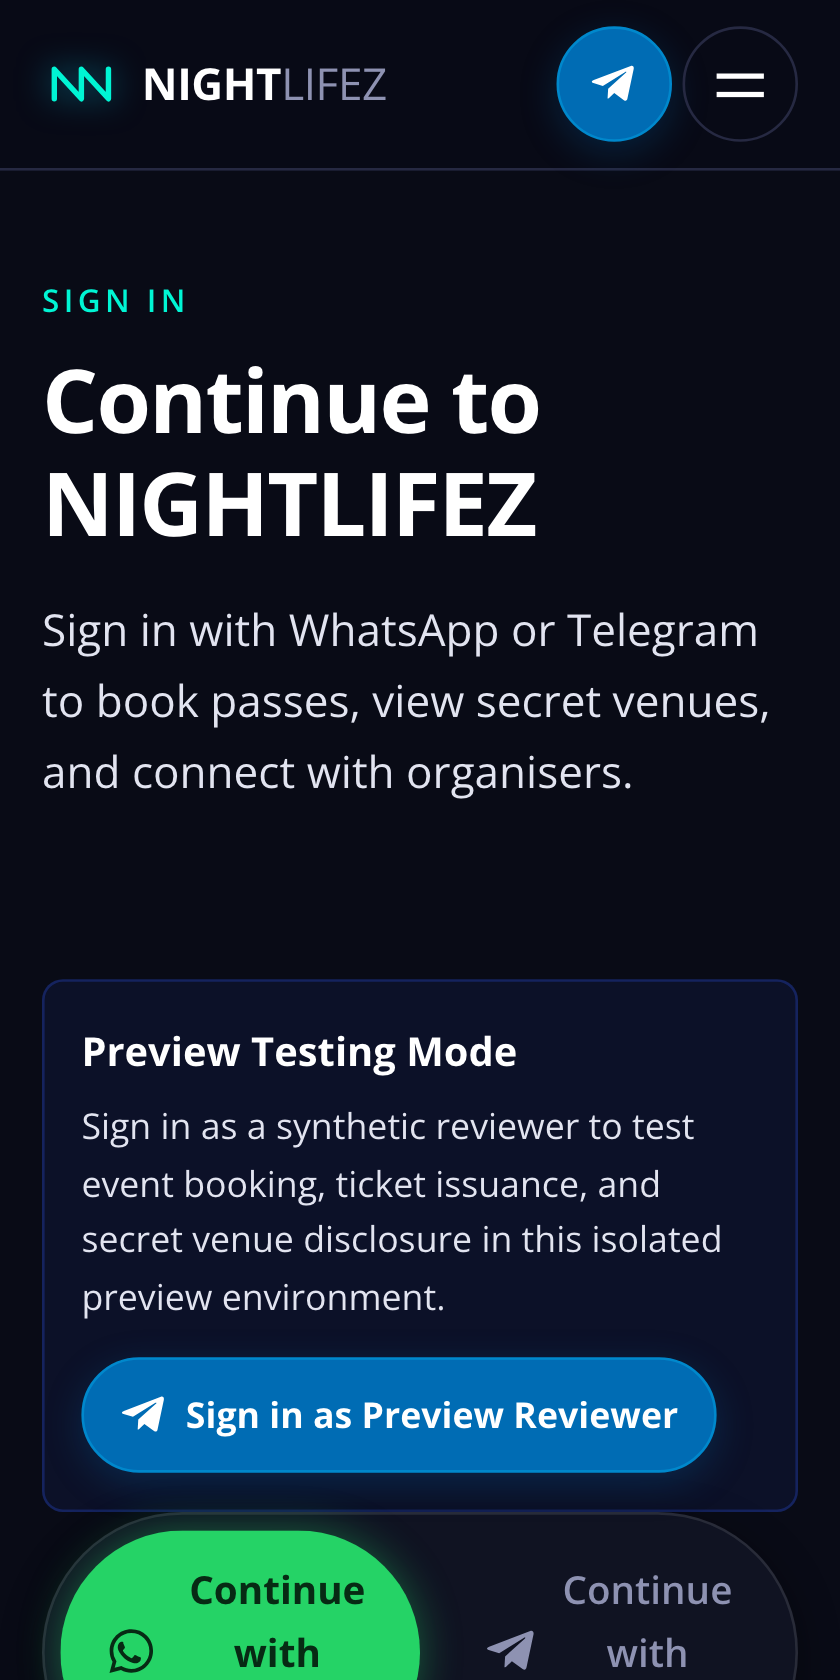 NIGHTLIFEZ
SIGN IN
Continue to
NIGHTLIFEZ
Sign in with WhatsApp or Telegram
to book passes, view secret venues,
and connect with organisers.
Preview Testing Mode
Sign in as a synthetic reviewer to test
event booking, ticket issuance, and
secret venue disclosure in this isolated
preview environment.
Sign in as Preview Reviewer
Continue
with
Continue
with